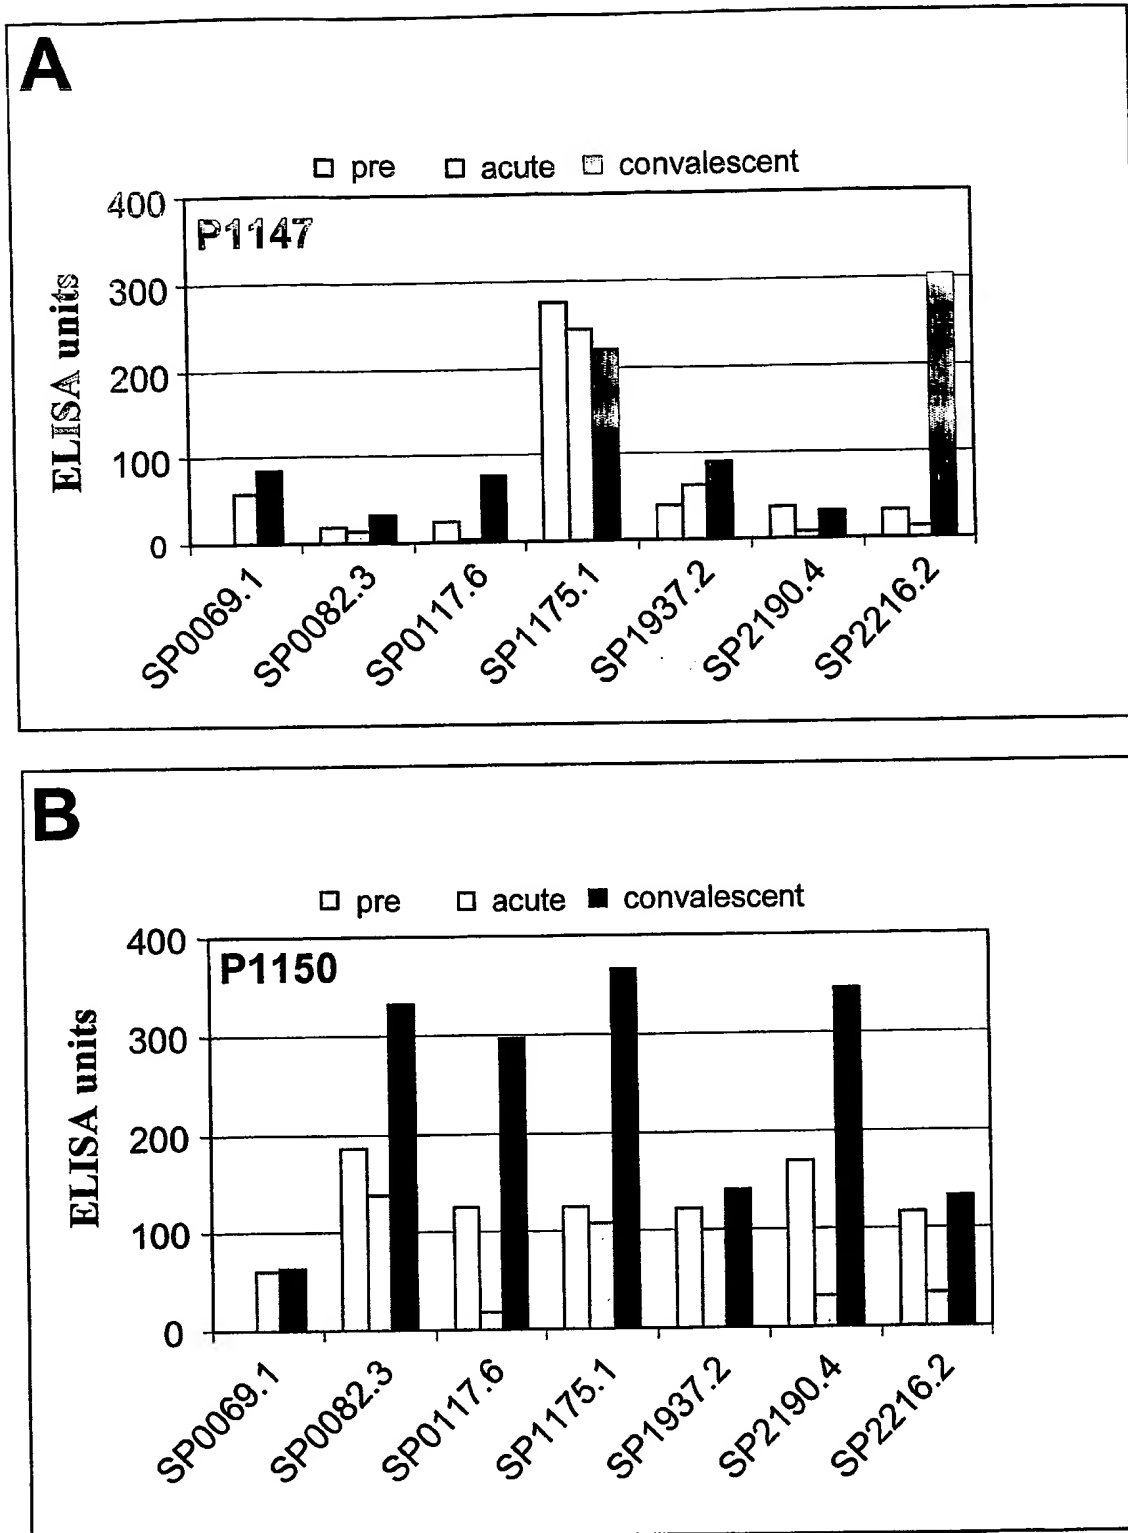 A
pre acute convalescent
P1147
ELISA units
400
300
200
100
0
SP0069.1 SP0082.3 SP0117.6 SP1175.1 SP1937.2 SP2190.4 SP2216.2
B
pre acute convalescent
P1150
ELISA units
400
300
200
100
0
SP0069.1 SP0082.3 SP0117.6 SP1175.1 SP1937.2 SP2190.4 SP2216.2